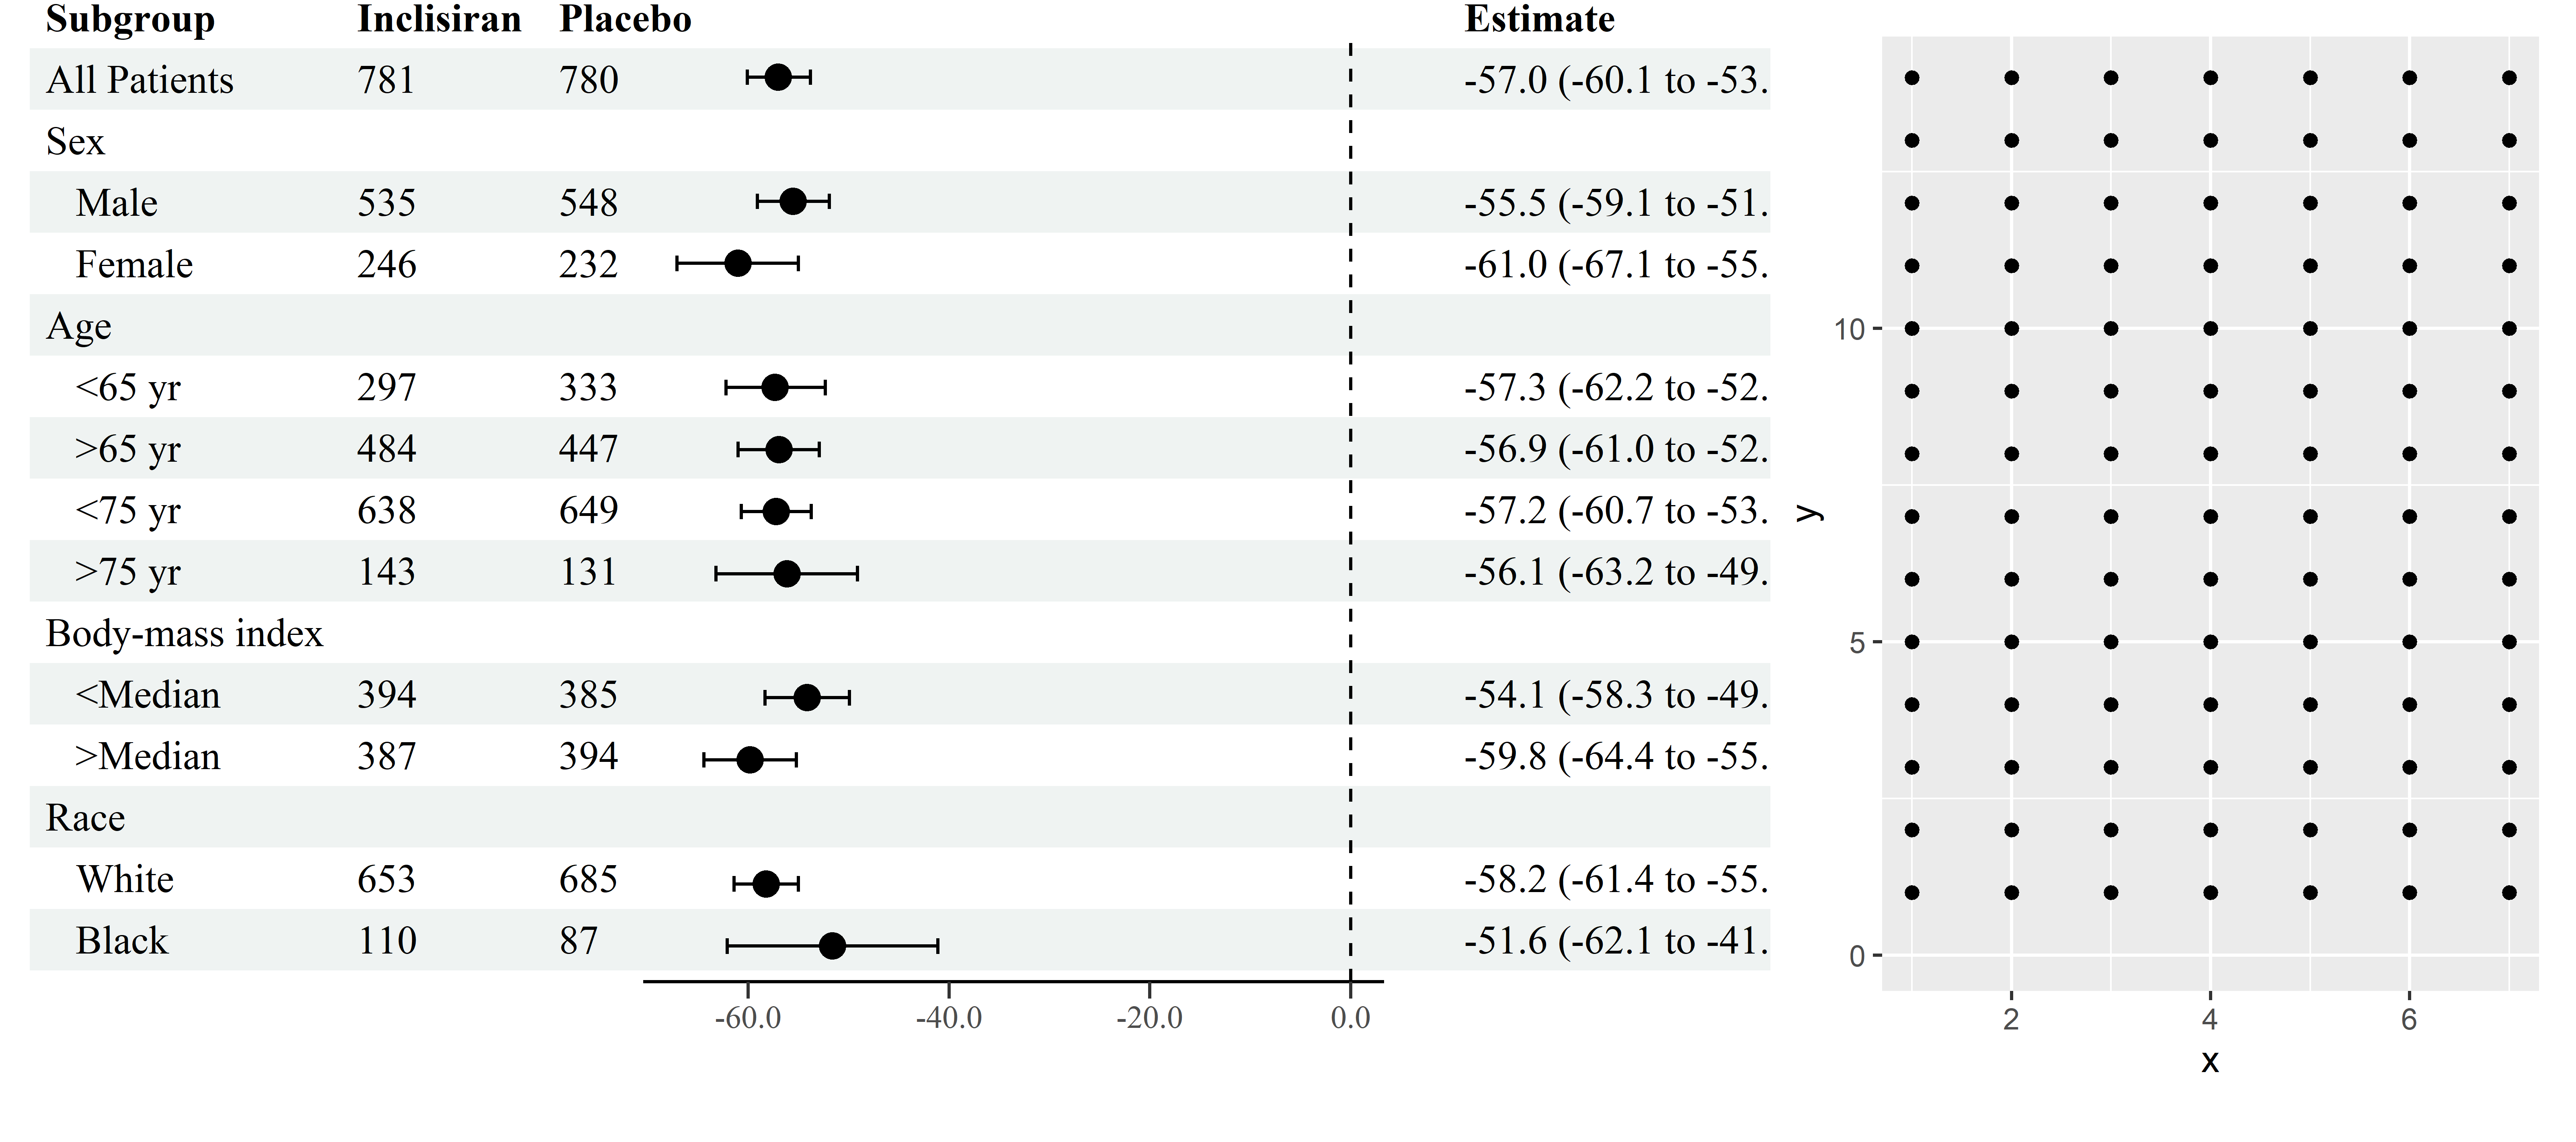 Subgroup Inclisiran Placebo Estimate
All Patients 781 780 -57.0 (-60.1 to -53.
Sex
Male 535 548 -55.5 (-59.1 to -51.
Female 246 232 -61.0 (-67.1 to -55.
Age
<65 yr 297 333 -57.3 (-62.2 to -52.
>65 yr 484 447 -56.9 (-61.0 to -52.
<75 yr 638 649 -57.2 (-60.7 to -53.
>75 yr 143 131 -56.1 (-63.2 to -49.
Body-mass index
<Median 394 385 -54.1 (-58.3 to -49.
>Median 387 394 -59.8 (-64.4 to -55.
Race
White 653 685 -58.2 (-61.4 to -55.
Black 110 87 -51.6 (-62.1 to -41.
-60.0 -40.0 -20.0 0.0
y
10
5
0
2 4 6
x